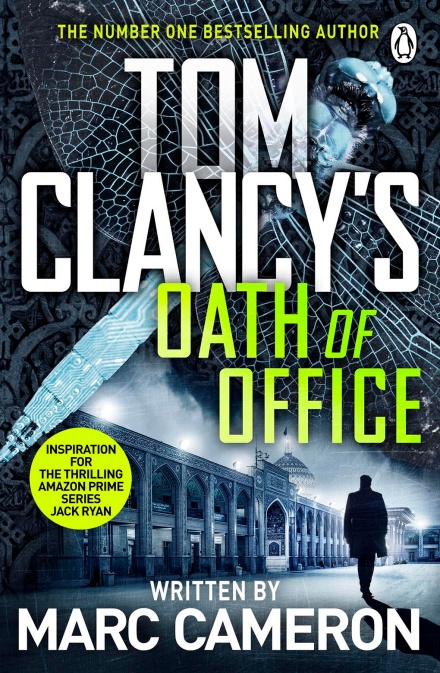 THE NUMBER ONE BESTSELLING AUTHOR
TOM
CLANCY'S
OATH OF
OFFICE
INSPIRATION
FOR
THE THRILLING
AMAZON PRIME
SERIES
JACK RYAN
WRITTEN BY
MARC CAMERON